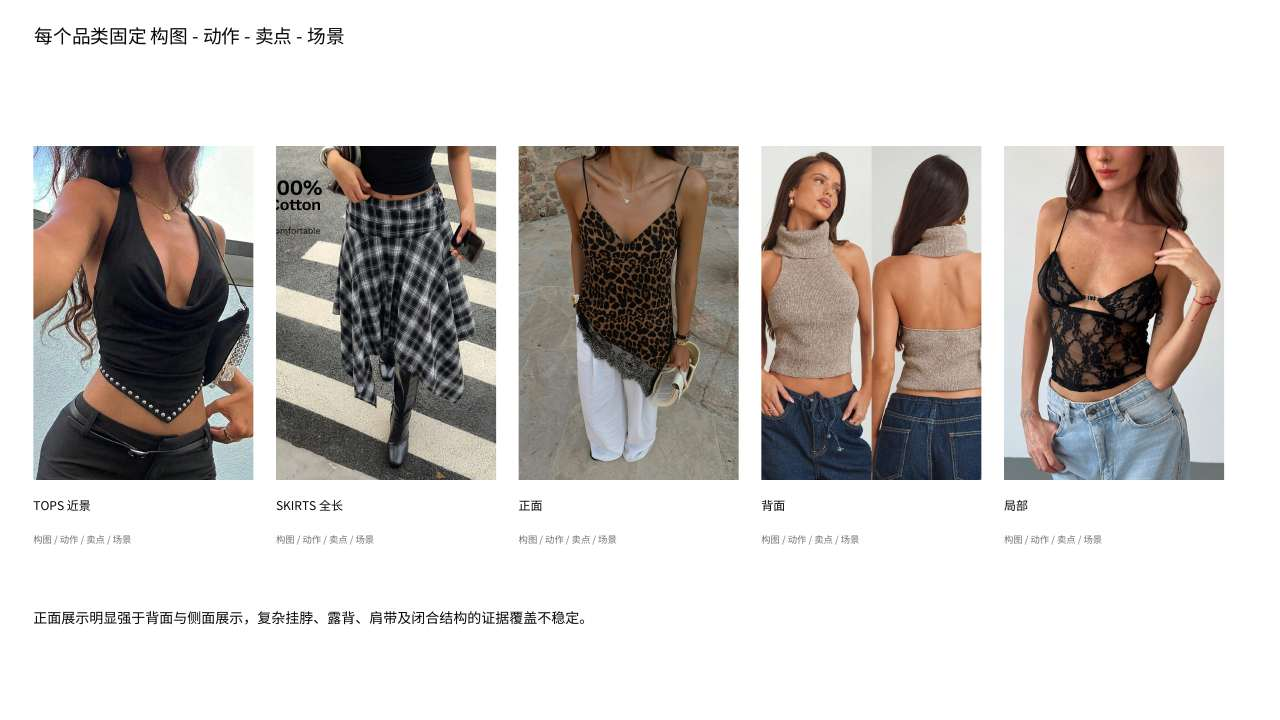 每个品类固定 构图 - 动作 - 卖点 - 场景
00%
Cotton
omfortable
TOPS 近景
SKIRTS 全长
正面
背面
局部
构图 / 动作 / 卖点 / 场景
构图 / 动作 / 卖点 / 场景
构图 / 动作 / 卖点 / 场景
构图 / 动作 / 卖点 / 场景
构图 / 动作 / 卖点 / 场景
正面展示明显强于背面与侧面展示，复杂挂脖、露背、肩带及闭合结构的证据覆盖不稳定。